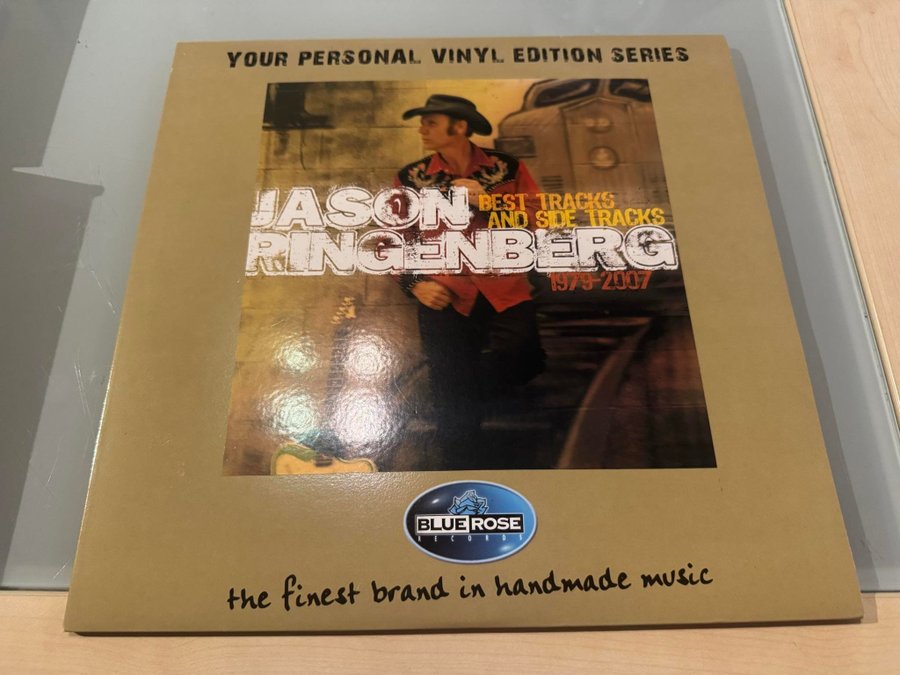 YOUR PERSONAL VINYL EDITION SERIES
JASON
BEST TRACKS
AND SIDE TRACKS
RINGENBERG
1979-2007
BLUE ROSE
RECORDS
the finest brand in handmade music